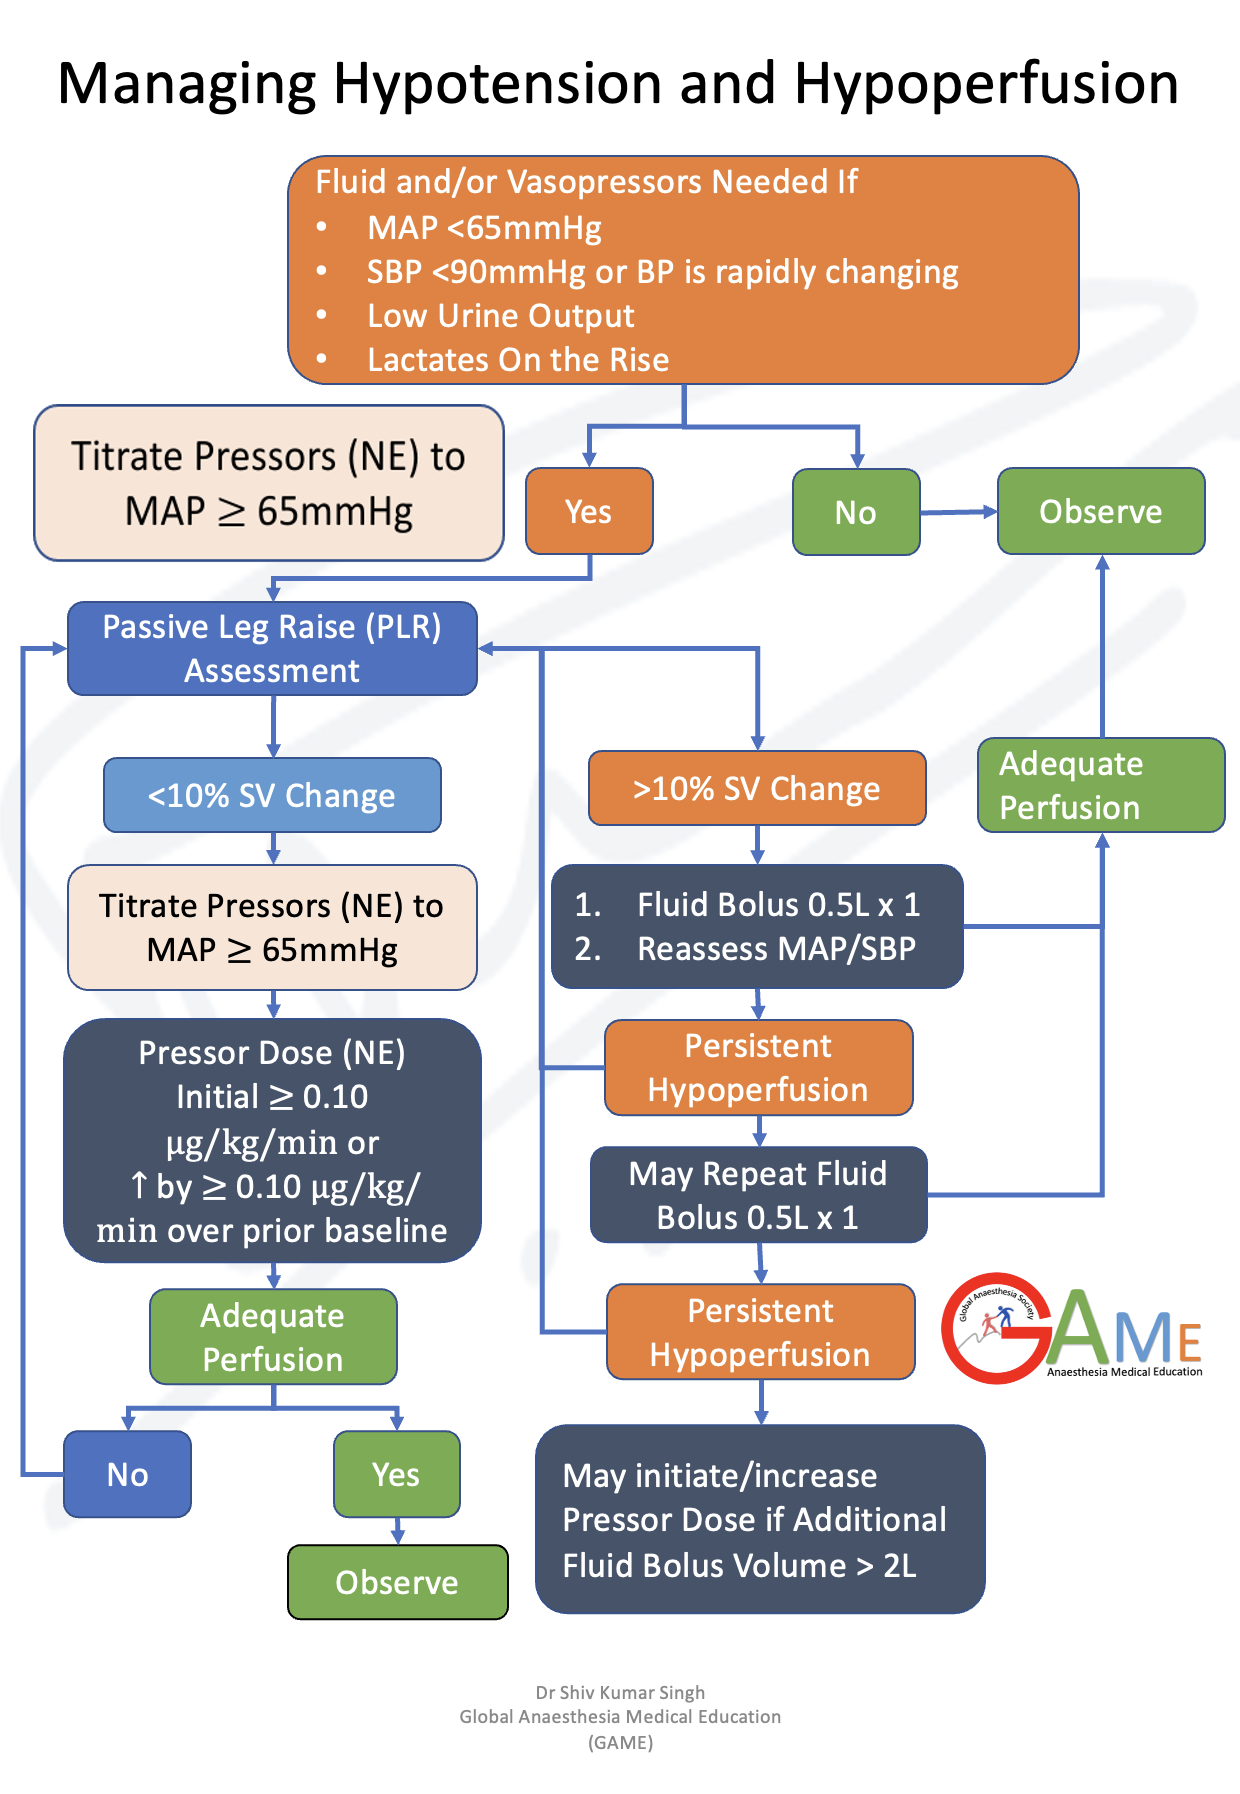 Managing Hypotension and Hypoperfusion
Fluid and/or Vasopressors Needed If
• MAP <65mmHg
• SBP <90mmHg or BP is rapidly changing
• Low Urine Output
• Lactates On the Rise
Titrate Pressors (NE) to
MAP ≥ 65mmHg
Yes
No
Observe
Passive Leg Raise (PLR)
Assessment
<10% SV Change
>10% SV Change
Adequate
Perfusion
Titrate Pressors (NE) to
MAP ≥ 65mmHg
1. Fluid Bolus 0.5L x 1
2. Reassess MAP/SBP
Pressor Dose (NE)
Initial ≥ 0.10
μg/kg/min or
↑ by ≥ 0.10 μg/kg/
min over prior baseline
Persistent
Hypoperfusion
May Repeat Fluid
Bolus 0.5L x 1
Adequate
Perfusion
Persistent
Hypoperfusion
Global Anaesthesia Society
GAME
Anaesthesia Medical Education
No
Yes
Observe
May initiate/increase
Pressor Dose if Additional
Fluid Bolus Volume > 2L
Dr Shiv Kumar Singh
Global Anaesthesia Medical Education
(GAME)